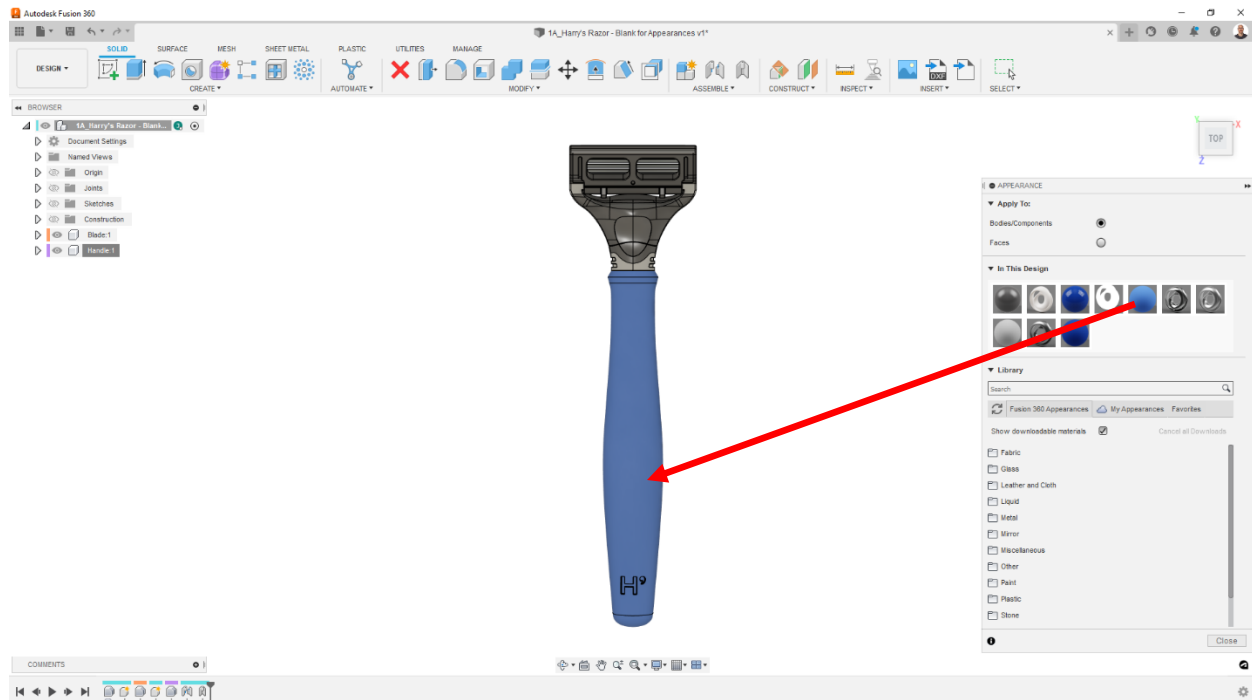 Autodesk Fusion 360
1A_Harry's Razor - Blank for Appearances v1*
SOLID SURFACE MESH SHEET METAL PLASTIC UTILITIES MANAGE
DESIGN
CREATE AUTOMATE MODIFY ASSEMBLE CONSTRUCT INSPECT INSERT SELECT
DXF
BROWSER
1A_Harry's Razor - Blank...
Document Settings
Named Views
Origin
Joints
Sketches
Construction
Blade:1
Handle:1
Y
X
TOP
Z
H'
APPEARANCE
Apply To:
Bodies/Components
Faces
In This Design
Library
Search
Fusion 360 Appearances My Appearances Favorites
Show downloadable materials Cancel all Downloads
Fabric
Glass
Leather and Cloth
Liquid
Metal
Mirror
Miscellaneous
Other
Paint
Plastic
Stone
Close
COMMENTS